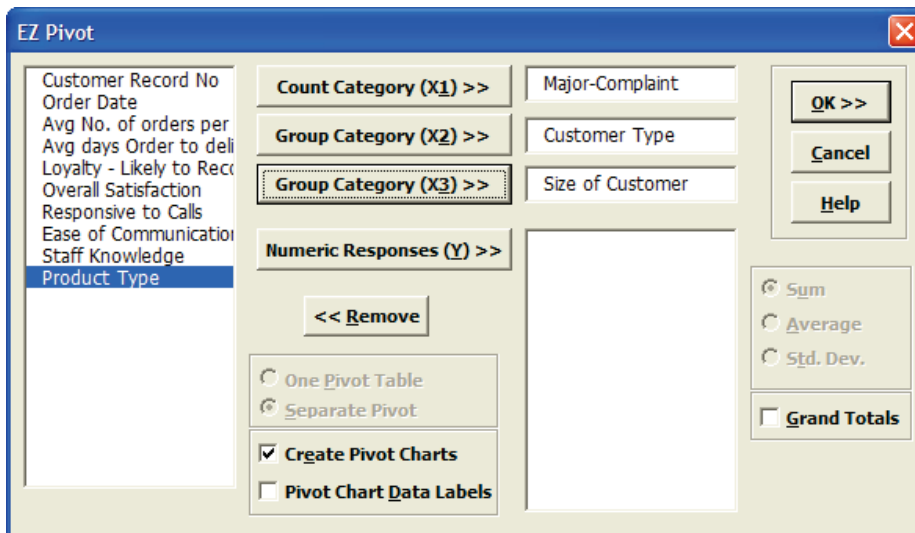 EZ Pivot
Customer Record No
Order Date
Avg No. of orders per
Avg days Order to deli
Loyalty - Likely to Reco
Overall Satisfaction
Responsive to Calls
Ease of Communication
Staff Knowledge
Product Type
Count Category (X1) >>
Major-Complaint
Group Category (X2) >>
Customer Type
Group Category (X3) >>
Size of Customer
Numeric Responses (Y) >>
<< Remove
One Pivot Table
Separate Pivot
Create Pivot Charts
Pivot Chart Data Labels
OK >>
Cancel
Help
Sum
Average
Std. Dev.
Grand Totals